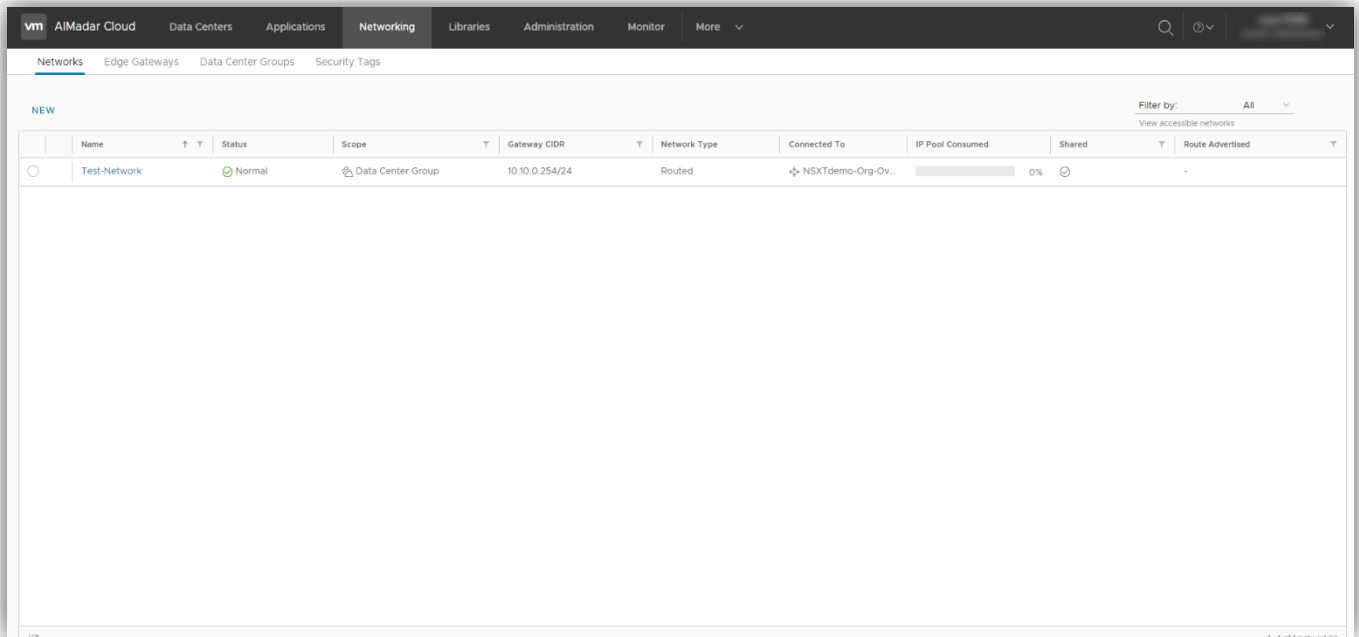 vm AlMadar Cloud Data Centers Applications Networking Libraries Administration Monitor More
Networks Edge Gateways Data Center Groups Security Tags
NEW
Filter by: All
View accessible networks
Name Status Scope Gateway CIDR Network Type Connected To IP Pool Consumed Shared Route Advertised
Test-Network Normal Data Center Group 10.10.0.254/24 Routed NSXTdemo-Org-Ov... 0% -